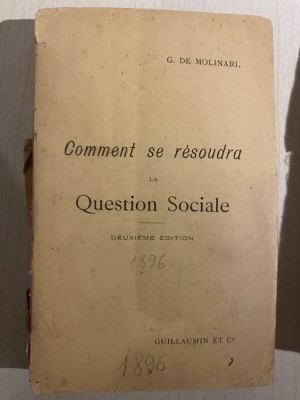 G. DE MOLINARI.
Comment se résoudra
LA
Question Sociale
DEUXIÈME ÉDITION
1896
GUILLAUMIN ET Cie
1896